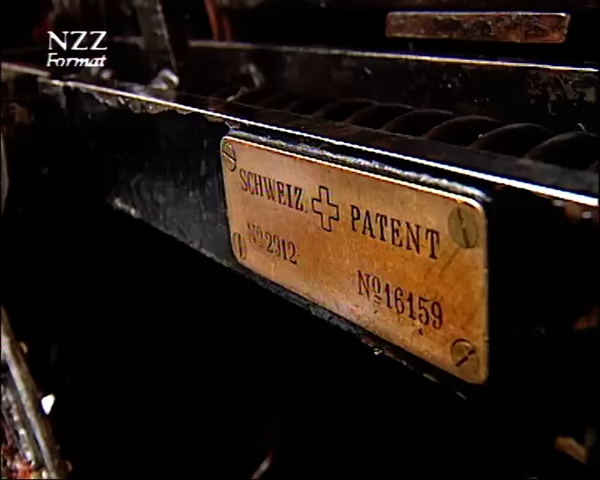 NZZ
Format
SCHWEIZ. PATENT
Nº 2912
Nº 16159